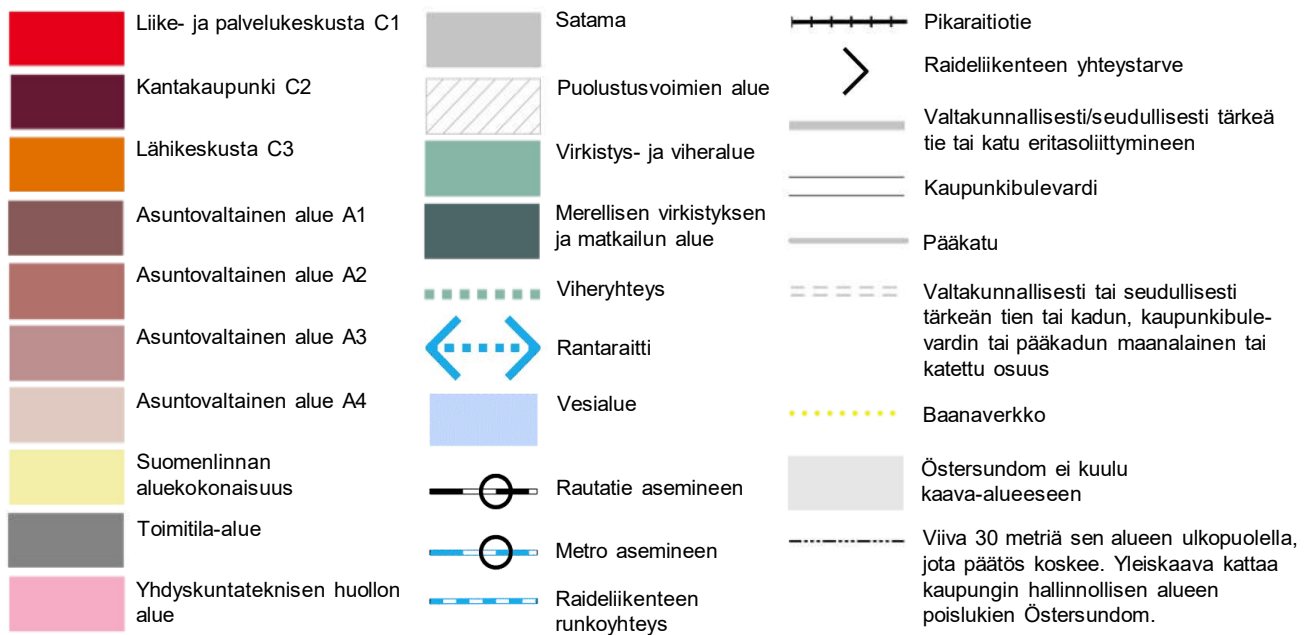 Liike- ja palvelukeskusta C1
Kantakaupunki C2
Lähikeskusta C3
Asuntovaltainen alue A1
Asuntovaltainen alue A2
Asuntovaltainen alue A3
Asuntovaltainen alue A4
Suomenlinnan
aluekokonaisuus
Toimitila-alue
Yhdyskuntateknisen huollon
alue
Satama
Puolustusvoimien alue
Virkistys- ja viheralue
Merellisen virkistyksen
ja matkailun alue
Viheryhteys
Rantaraitti
Vesialue
Rautatie asemineen
Metro asemineen
Raideliikenteen
runkoyhteys
Pikaraitiotie
Raideliikenteen yhteystarve
Valtakunnallisesti/seudullisesti tärkeä
tie tai katu eritasoliittymineen
Kaupunkibulevardi
Pääkatu
Valtakunnallisesti tai seudullisesti
tärkeän tien tai kadun, kaupunkibule-
vardin tai pääkadun maanalainen tai
katettu osuus
Baanaverkko
Östersundom ei kuulu
kaava-alueeseen
Viiva 30 metriä sen alueen ulkopuolella,
jota päätös koskee. Yleiskaava kattaa
kaupungin hallinnollisen alueen
poislukien Östersundom.